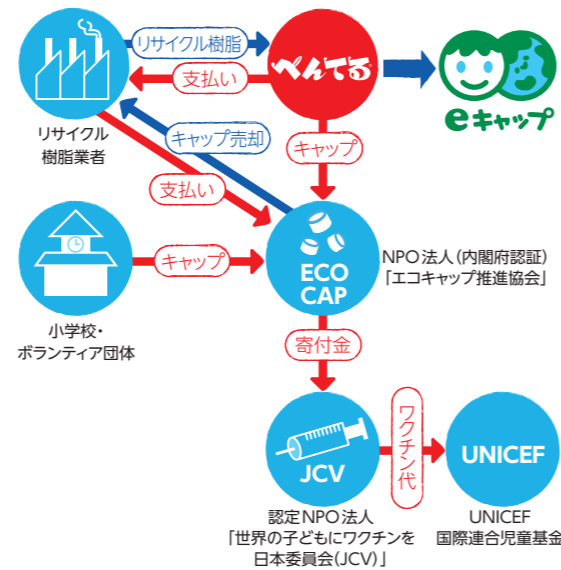 リサイクル樹脂
ぺんてる
支払い
eキャップ
リサイクル
樹脂業者
キャップ売却
キャップ
支払い
ECO
CAP
NPO法人(内閣府認証)
「エコキャップ推進協会」
キャップ
小学校・
ボランティア団体
寄付金
JCV
ワクチン代
UNICEF
認定NPO法人
「世界の子どもにワクチンを
日本委員会(JCV)」
UNICEF
国際連合児童基金